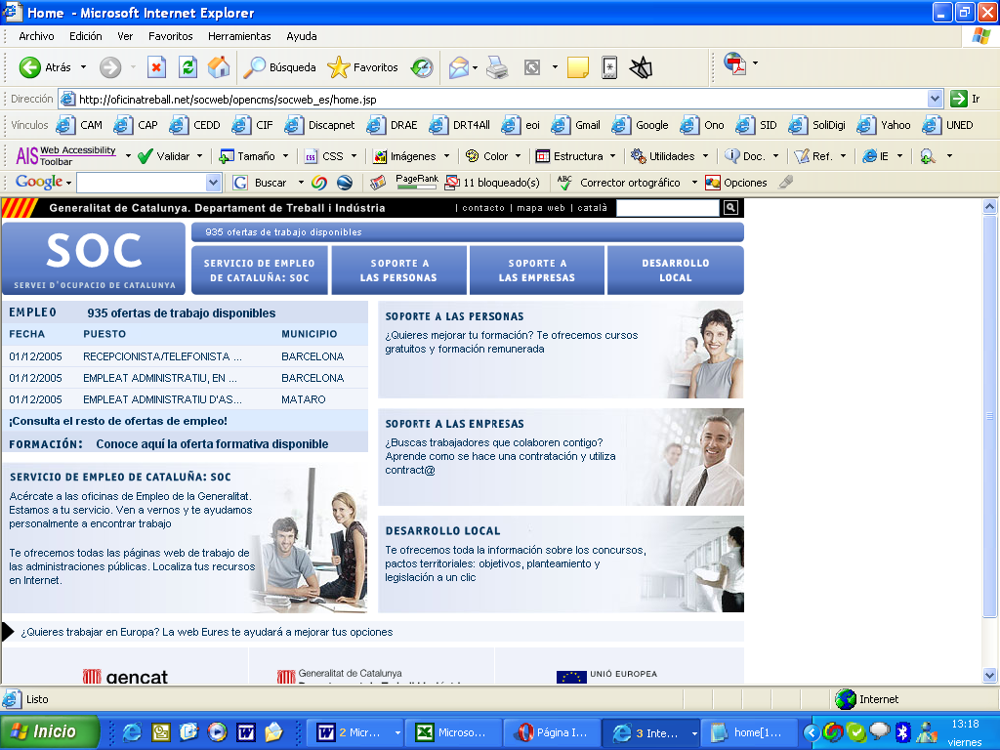 Home - Microsoft Internet Explorer
Archivo Edición Ver Favoritos Herramientas Ayuda
Atrás Búsqueda Favoritos
Dirección http://oficinatreball.net/socweb/opencms/socweb_es/home.jsp Ir
Vínculos CAM CAP CEDD CIF Discapnet DRAE DRT4All eoi Gmail Google Ono SID SoliDigi Yahoo UNED
AIS Web Accessibility Toolbar Validar Tamaño CSS Imágenes Color Estructura Utilidades Doc. Ref. IE
Google G Buscar PageRank 11 bloqueado(s) ABC Corrector ortográfico Opciones
Generalitat de Catalunya. Departament de Treball i Indústria | contacto | mapa web | català
SOC
SERVEI D'OCUPACIO DE CATALUNYA
935 ofertas de trabajo disponibles
SERVICIO DE EMPLEO
DE CATALUÑA: SOC
SOPORTE A
LAS PERSONAS
SOPORTE A
LAS EMPRESAS
DESARROLLO
LOCAL
EMPLEO 935 ofertas de trabajo disponibles
FECHA PUESTO MUNICIPIO
01/12/2005 RECEPCIONISTA/TELEFONISTA ... BARCELONA
01/12/2005 EMPLEAT ADMINISTRATIU, EN ... BARCELONA
01/12/2005 EMPLEAT ADMINISTRATIU D'AS... MATARO
¡Consulta el resto de ofertas de empleo!
FORMACIÓN: Conoce aquí la oferta formativa disponible
SERVICIO DE EMPLEO DE CATALUÑA: SOC
Acércate a las oficinas de Empleo de la Generalitat.
Estamos a tu servicio. Ven a vernos y te ayudamos
personalmente a encontrar trabajo
Te ofrecemos todas las páginas web de trabajo de
las administraciones públicas. Localiza tus recursos
en Internet.
SOPORTE A LAS PERSONAS
¿Quieres mejorar tu formación? Te ofrecemos cursos
gratuitos y formación remunerada
SOPORTE A LAS EMPRESAS
¿Buscas trabajadores que colaboren contigo?
Aprende como se hace una contratación y utiliza
contract@
DESARROLLO LOCAL
Te ofrecemos toda la información sobre los concursos,
pactos territoriales: objetivos, planteamiento y
legislación a un clic
¿Quieres trabajar en Europa? La web Eures te ayudará a mejorar tus opciones
gencat
Generalitat de Catalunya
UNIÓ EUROPEA
Listo Internet
Inicio 2 Micr... Microso... Página I... 3 Inte... home[1... 13:18
viernes